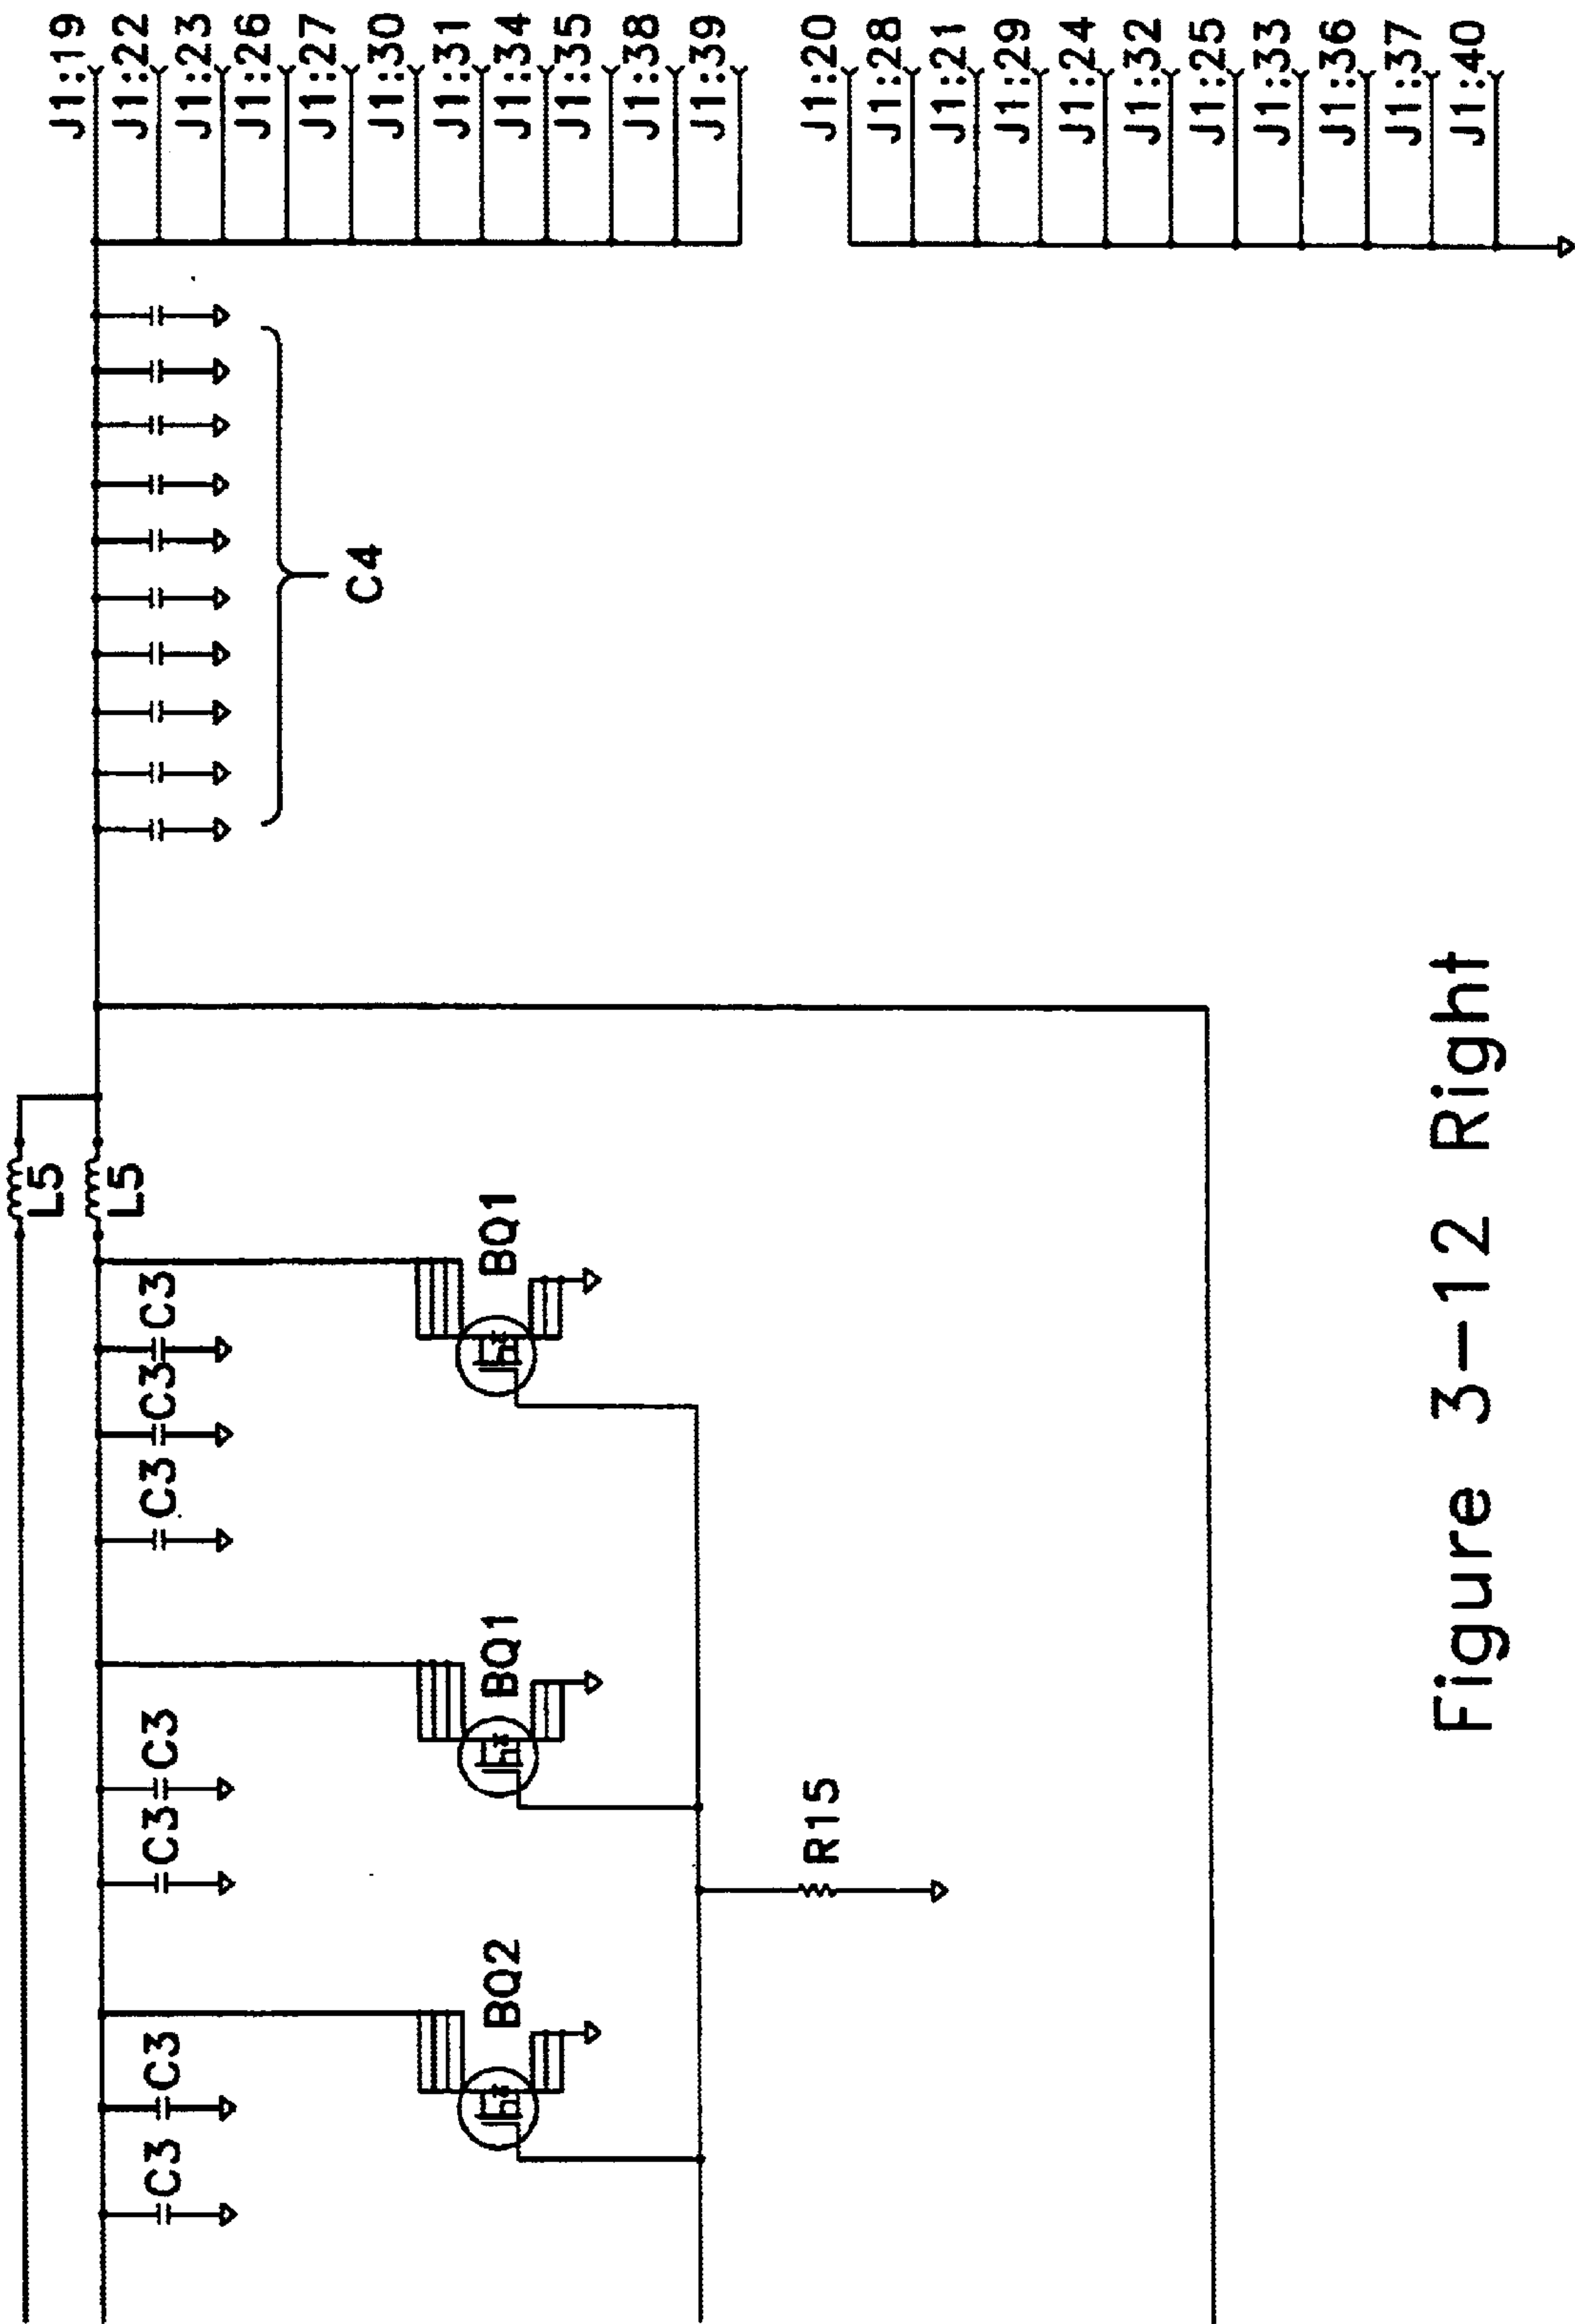 J1:19
J1:22
J1:23
J1:26
J1:27
J1:30
J1:31
J1:34
J1:35
J1:38
J1:39
J1:20
J1:28
J1:21
J1:29
J1:24
J1:32
J1:25
J1:33
J1:36
J1:37
J1:40
C4
L5
L5
C3
C3
C3
BQ1
C3
C3
BQ1
R15
C3
C3
BQ2
Figure 3-12 Right